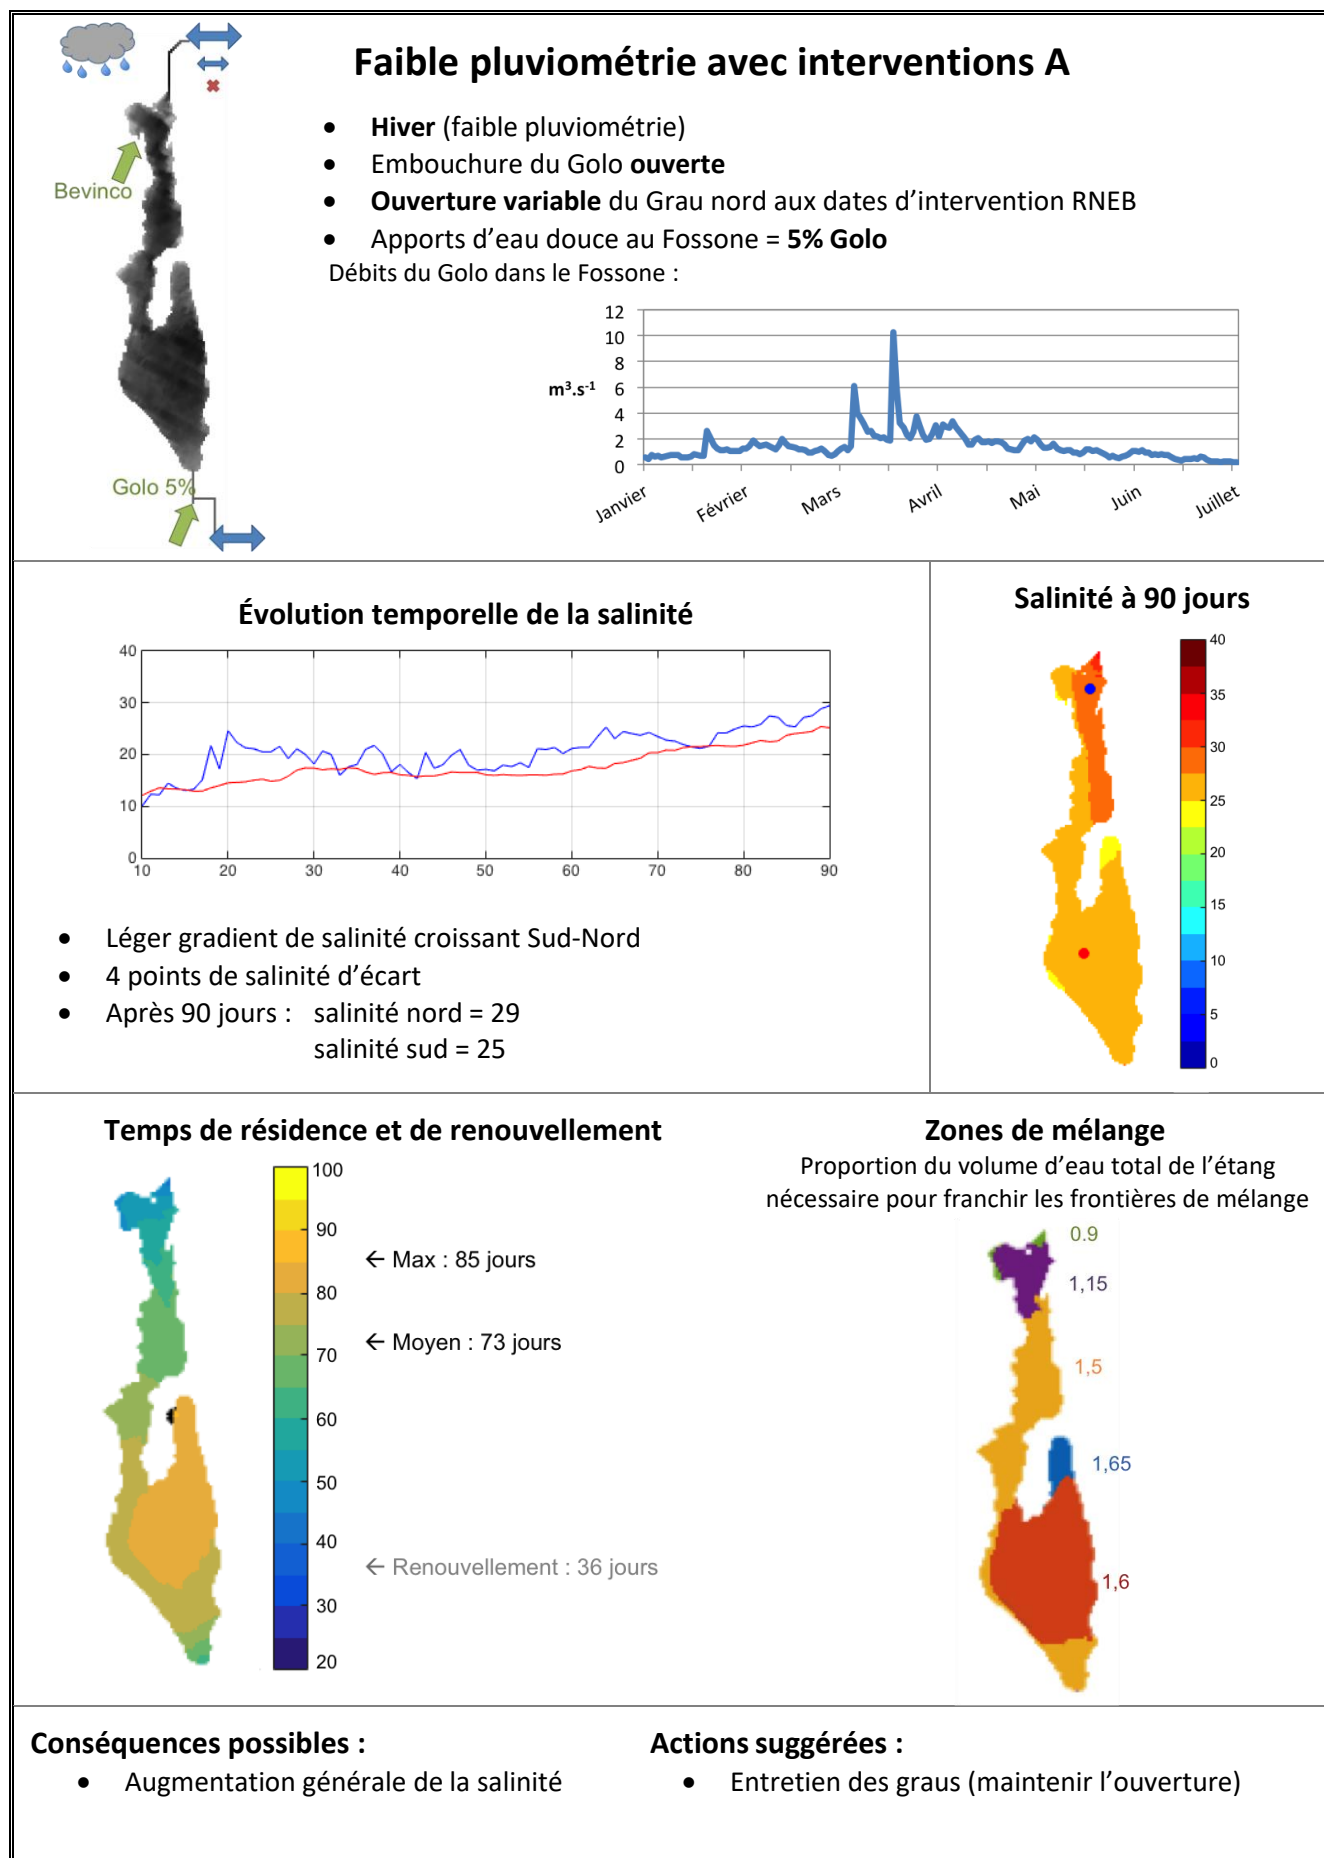 Faible pluviométrie avec interventions A
Bevinco
Golo 5%
• Hiver (faible pluviométrie)
• Embouchure du Golo ouverte
• Ouverture variable du Grau nord aux dates d’intervention RNEB
• Apports d’eau douce au Fossone = 5% Golo
Débits du Golo dans le Fossone :
m³.s⁻¹
12
10
8
6
4
2
0
Janvier Février Mars Avril Mai Juin Juillet
Évolution temporelle de la salinité
40
30
20
10
0
10 20 30 40 50 60 70 80 90
• Léger gradient de salinité croissant Sud-Nord
• 4 points de salinité d’écart
• Après 90 jours : salinité nord = 29
salinité sud = 25
Salinité à 90 jours
40
35
30
25
20
15
10
5
0
Temps de résidence et de renouvellement
100
90
80
70
60
50
40
30
20
← Max : 85 jours
← Moyen : 73 jours
← Renouvellement : 36 jours
Zones de mélange
Proportion du volume d’eau total de l’étang
nécessaire pour franchir les frontières de mélange
0.9
1,15
1,5
1,65
1,6
Conséquences possibles :
• Augmentation générale de la salinité
Actions suggérées :
• Entretien des graus (maintenir l’ouverture)